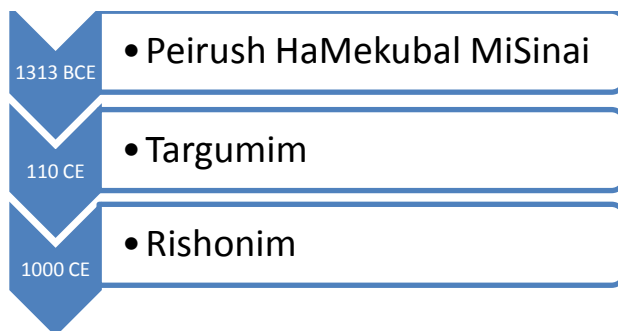 1313 BCE
• Peirush HaMekubal MiSinai
110 CE
• Targumim
1000 CE
• Rishonim